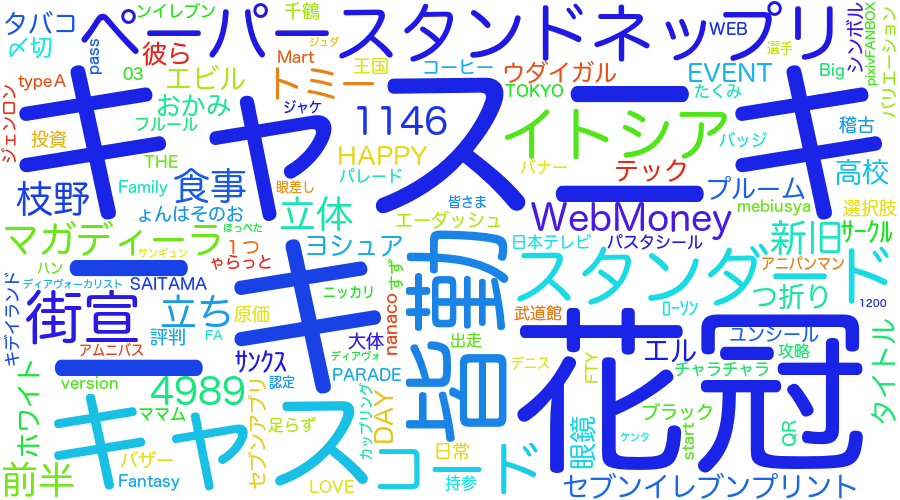 タバコ
ンイレブン
千鶴
ペーパースタンドネップリ
WEB
シンボル
pixivFANBOX
バリエーション
〆切
pass
彼ら
Mart
ジュダ
王国
コーヒー
ウダイガル
選手
EVENT
typeA
03
エビル
トミー
TOKYO
たくみ
Big
ジェンロン
おかみ
ジャケ
キャスニーキ
1146
イトシア
投資
フルール
HAPPY
バッジ
稽古
THE
バナー
テック
高校
Family
眼差し
パレード
枝野
食事
皆さま
プルーム
mebiusya
選択肢
ょんはそのお
立体
ほっぺた
エーダッシュ
WebMoney
マガディーラ
1つ
ヨシュア
日本テレビ
パスタシール
新旧
サークル
サンギュン
ゃらっと
ハン
ニーキ
増勤
スタンダード
アニパンマン
ディアヴォーカリスト
SAITAMA
すず
つ折り
キデイランド
街宣
立ち
原価
ニッカリ
nanaco
武道館
ローソン
1200
評判
FA
大体
出走
花冠
ユンシール
アムニバス
サンクス
ディアヴォ
デニス
エル
攻略
version
認定
PARADE
FTY
チャラチャラ
タイトル
ホワイト
4989
セブンアプリ
カップリング
DAY
ママム
ニキャス
足らず
コード
眼鏡
ブラック
QR
start
ケンタ
前半
バザー
日常
Fantasy
LOVE
持参
セブンイレブンプリント